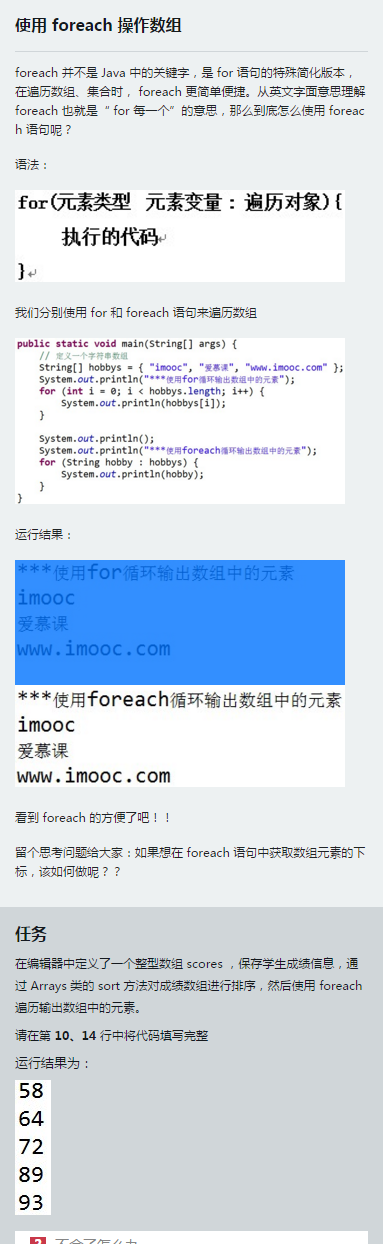 使用 foreach 操作数组
foreach 并不是 Java 中的关键字，是 for 语句的特殊简化版本，
在遍历数组、集合时， foreach 更简单便捷。从英文字面意思理解
foreach 也就是“ for 每一个”的意思，那么到底怎么使用 foreac
h 语句呢？
语法：
for(元素类型 元素变量：遍历对象){
执行的代码
}
我们分别使用 for 和 foreach 语句来遍历数组
public static void main(String[] args) {
// 定义一个字符串数组
String[] hobbys = { "imooc", "爱慕课", "www.imooc.com" };
System.out.println("***使用for循环输出数组中的元素");
for (int i = 0; i < hobbys.length; i++) {
System.out.println(hobbys[i]);
}
System.out.println();
System.out.println("***使用foreach循环输出数组中的元素");
for (String hobby : hobbys) {
System.out.println(hobby);
}
}
运行结果：
***使用for循环输出数组中的元素
imooc
爱慕课
www.imooc.com
***使用foreach循环输出数组中的元素
imooc
爱慕课
www.imooc.com
看到 foreach 的方便了吧！！
留个思考问题给大家：如果想在 foreach 语句中获取数组元素的下
标，该如何做呢？？
任务
在编辑器中定义了一个整型数组 scores ，保存学生成绩信息，通
过 Arrays 类的 sort 方法对成绩数组进行排序，然后使用 foreach
遍历输出数组中的元素。
请在第 10、14 行中将代码填写完整
运行结果为：
58
64
72
89
93